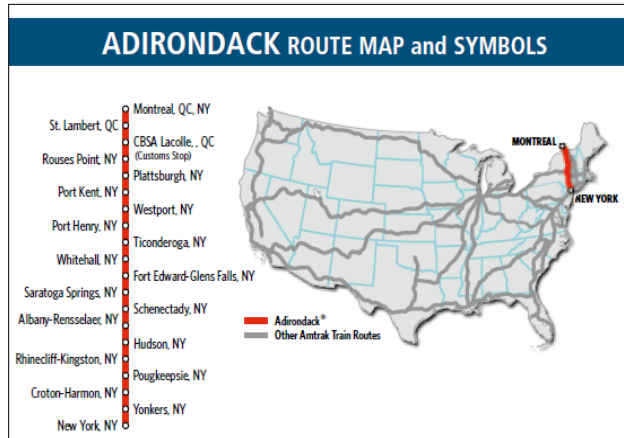 ADIRONDACK ROUTE MAP and SYMBOLS
Montreal, QC, NY
St. Lambert, QC
CBSA Lacolle, , QC
(Customs Stop)
Rouses Point, NY
Plattsburgh, NY
Port Kent, NY
Westport, NY
Port Henry, NY
Ticonderoga, NY
Whitehall, NY
Fort Edward-Glens Falls, NY
Saratoga Springs, NY
Schenectady, NY
Albany-Rensselaer, NY
Hudson, NY
Rhinecliff-Kingston, NY
Pougkeepsie, NY
Croton-Harmon, NY
Yonkers, NY
New York, NY
MONTREAL
NEW YORK
Adirondack®
Other Amtrak Train Routes